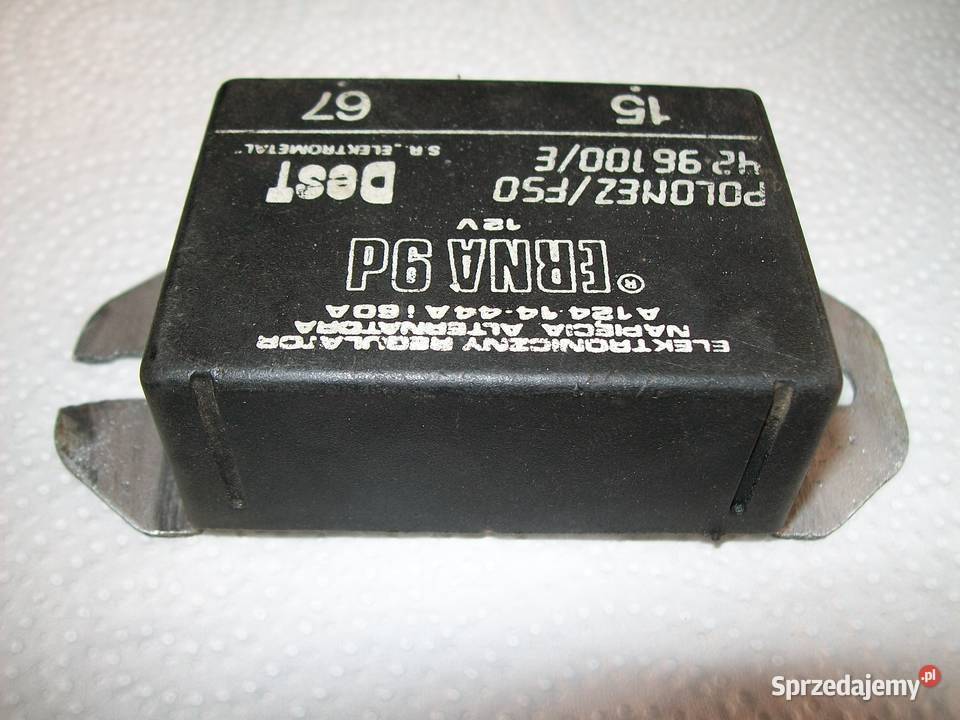 ELEKTRONICZNY REGULATOR
NAPIĘCIA ALTERNATORA
A124 14-44A i 60A
® ERNA 9d
12V
POLONEZ/FSO
42 96 100/E
Dest
S.R. „ELEKTROMETAL"
15 67
Sprzedajemy.pl